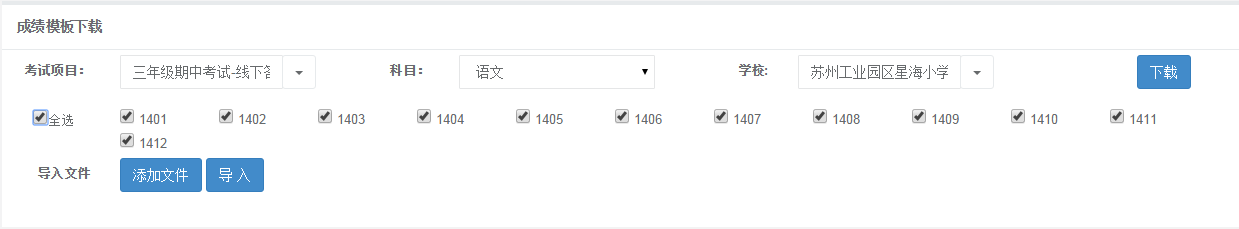 成绩模板下载
考试项目： 三年级期中考试-线下答 科目： 语文 学校: 苏州工业园区星海小学 下载
全选 1401 1402 1403 1404 1405 1406 1407 1408 1409 1410 1411
1412
导入文件 添加文件 导 入